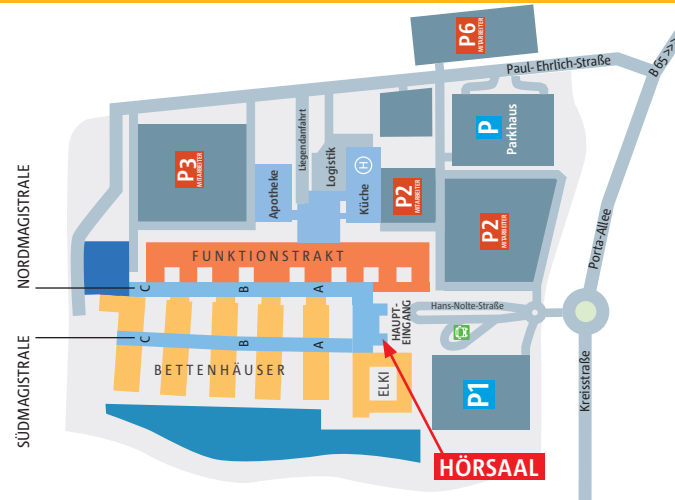 P6
MITARBEITER
Paul-Ehrlich-Straße
B 65 >>>
P
Parkhaus
P3
MITARBEITER
Liegendanfahrt
Logistik
Apotheke
Küche
H
P2
MITARBEITER
P2
MITARBEITER
Porta-Allee
NORDMAGISTRALE
FUNKTIONSTRAKT
C
B
A
Hans-Nolte-Straße
HAUPT-
EINGANG
SÜDMAGISTRALE
C
B
A
BETTENHÄUSER
ELKI
P1
Kreisstraße
HÖRSAAL